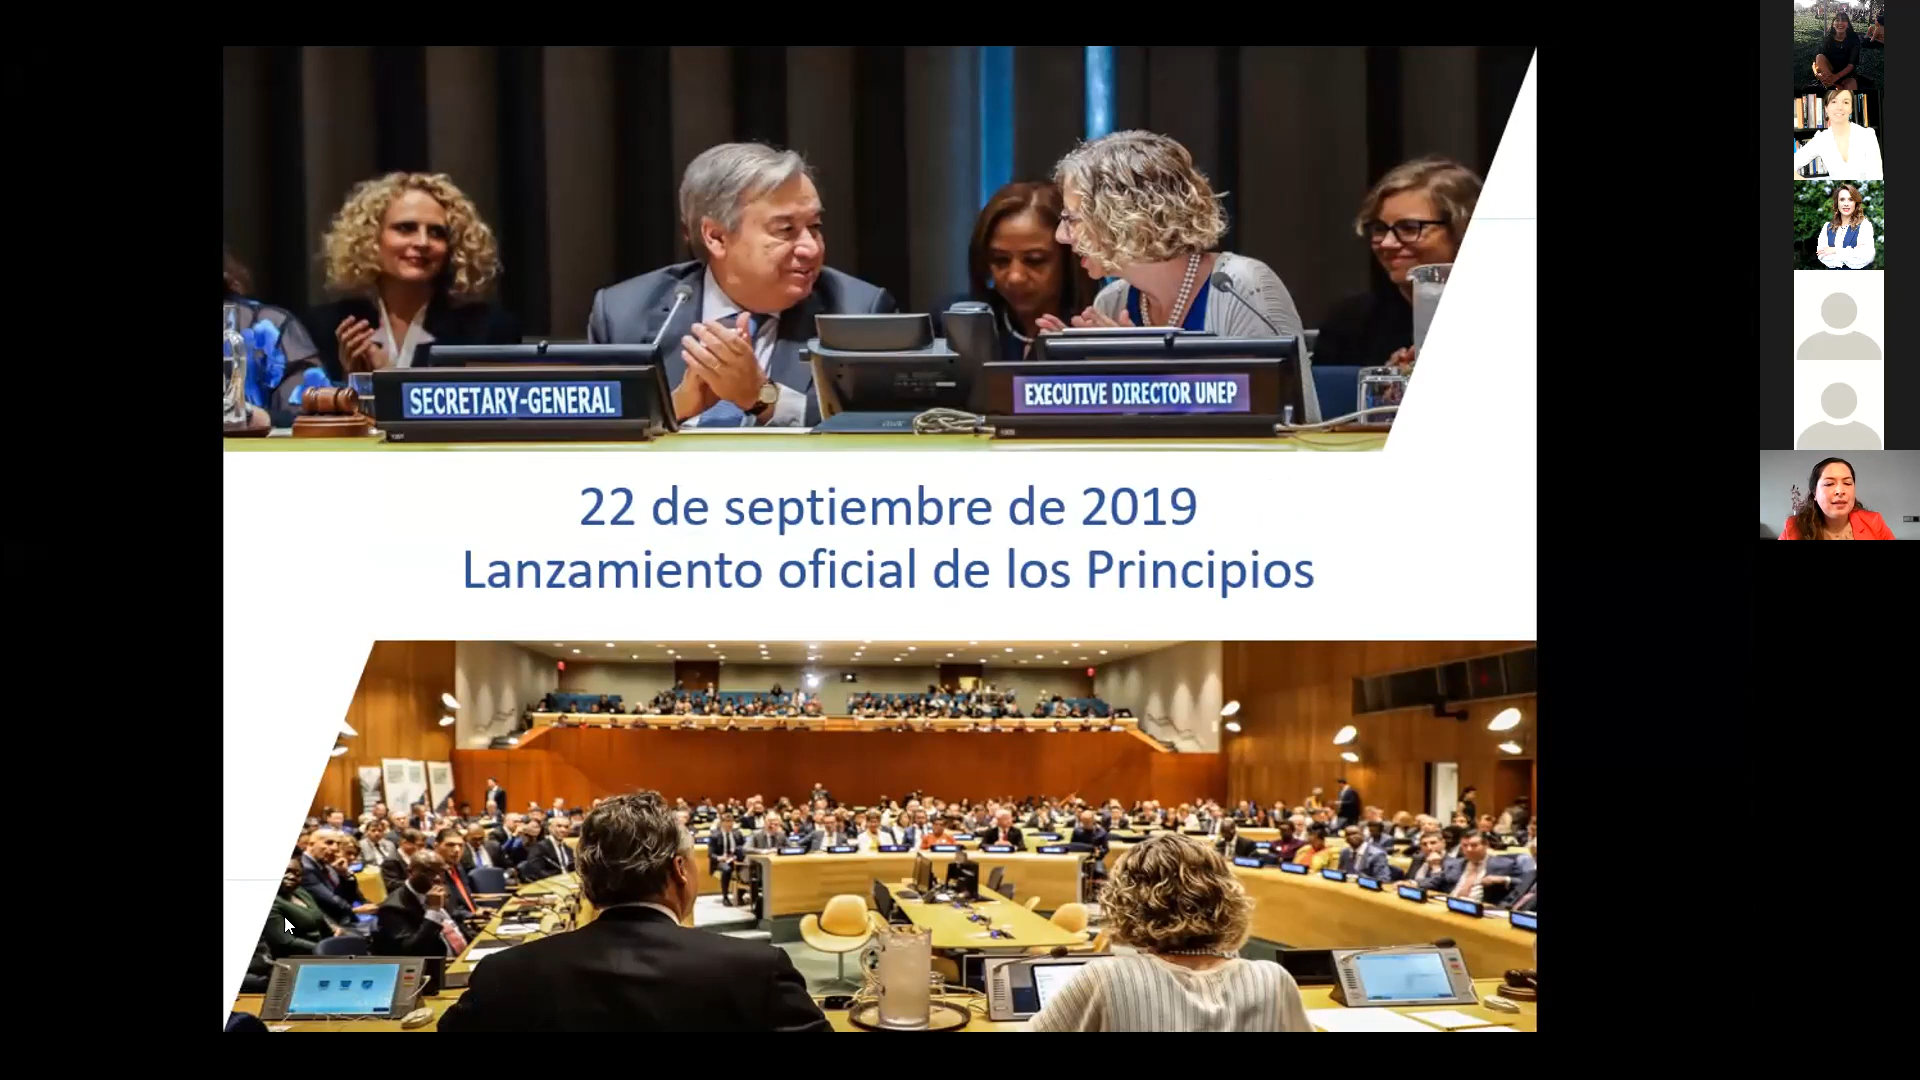 SECRETARY-GENERAL
EXECUTIVE DIRECTOR UNEP
22 de septiembre de 2019
Lanzamiento oficial de los Principios